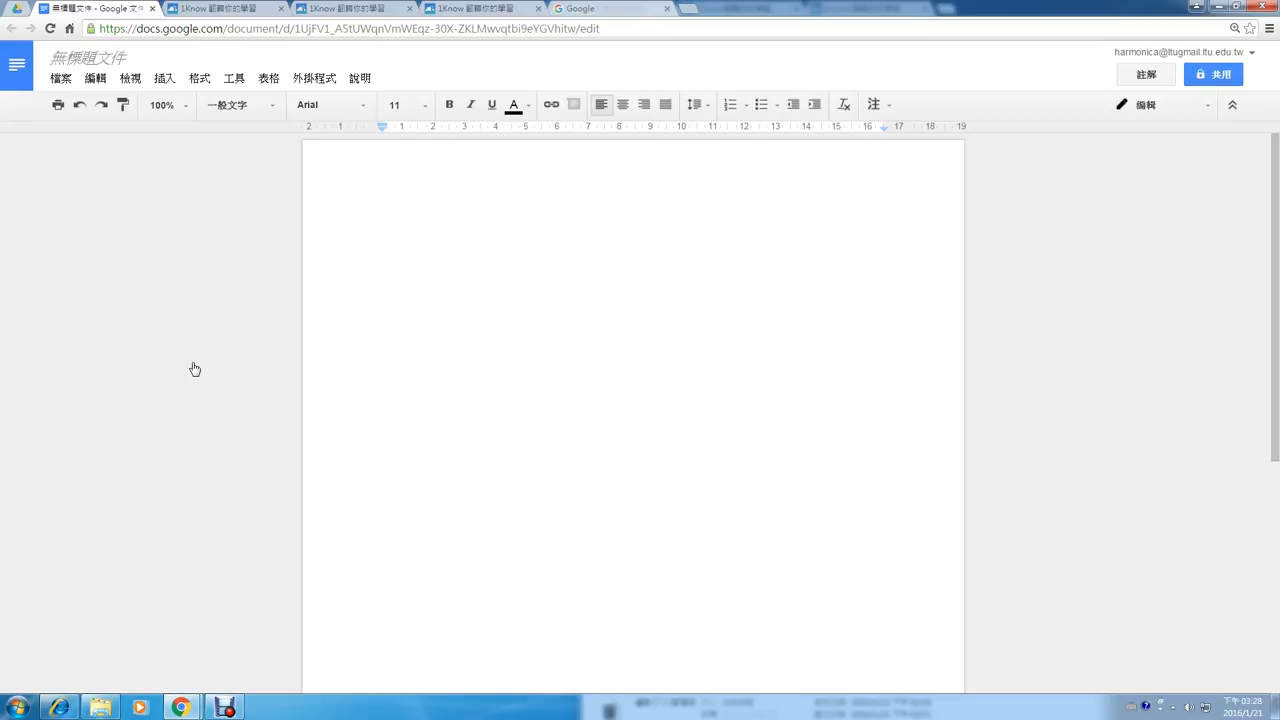 無標題文件 - Google 文件
1Know 翻轉你的學習
1Know 翻轉你的學習
1Know 翻轉你的學習
Google
https://docs.google.com/document/d/1UjFV1_A5tUWqnVmWEqz-30X-ZKLMwvqtbi9eYGVhitw/edit
無標題文件
harmonica@ltugmail.ltu.edu.tw
檔案 編輯 檢視 插入 格式 工具 表格 外掛程式 說明
註解 共用
100% 一般文字 Arial 11 B I U A 注 編輯
2 1 1 2 3 4 5 6 7 8 9 10 11 12 13 14 15 16 17 18 19
下午 03:28
2016/1/21